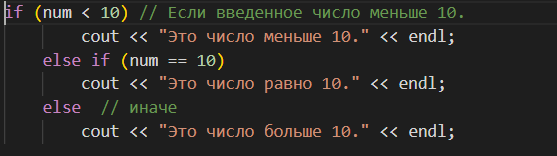 if (num < 10) // Если введенное число меньше 10.
cout << "Это число меньше 10." << endl;
else if (num == 10)
cout << "Это число равно 10." << endl;
else  // иначе
cout << "Это число больше 10." << endl;